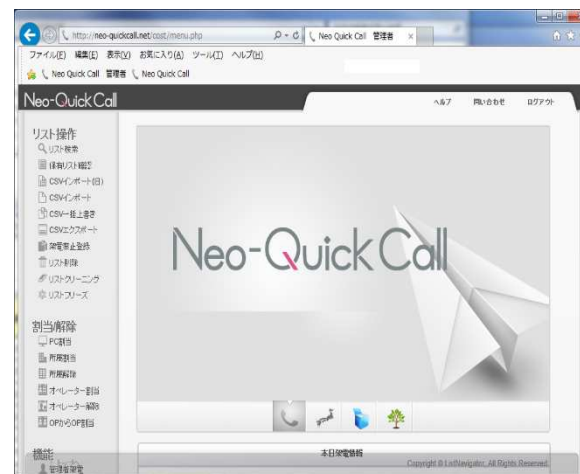 http://neo-quickcall.net/cost/menu.php
Neo Quick Call 管理者
ファイル(F) 編集(E) 表示(V) お気に入り(A) ツール(T) ヘルプ(H)
Neo Quick Call 管理者 Neo Quick Call
Neo-Quick Call
ヘルプ 問い合わせ ログアウト
リスト操作
リスト検索
保有リスト確認
CSVインポート(旧)
CSVインポート
CSV一括上書き
CSVエクスポート
架電禁止登録
リスト削除
リストクリーニング
リストフリーズ
Neo-Quick Call
割当/解除
PC割当
所属割当
所属解除
オペレーター割当
オペレーター解除
OPからOP割当
機能
管理者架電
本日架電情報
Copyright © ListNavigator, All Rights Reserved.